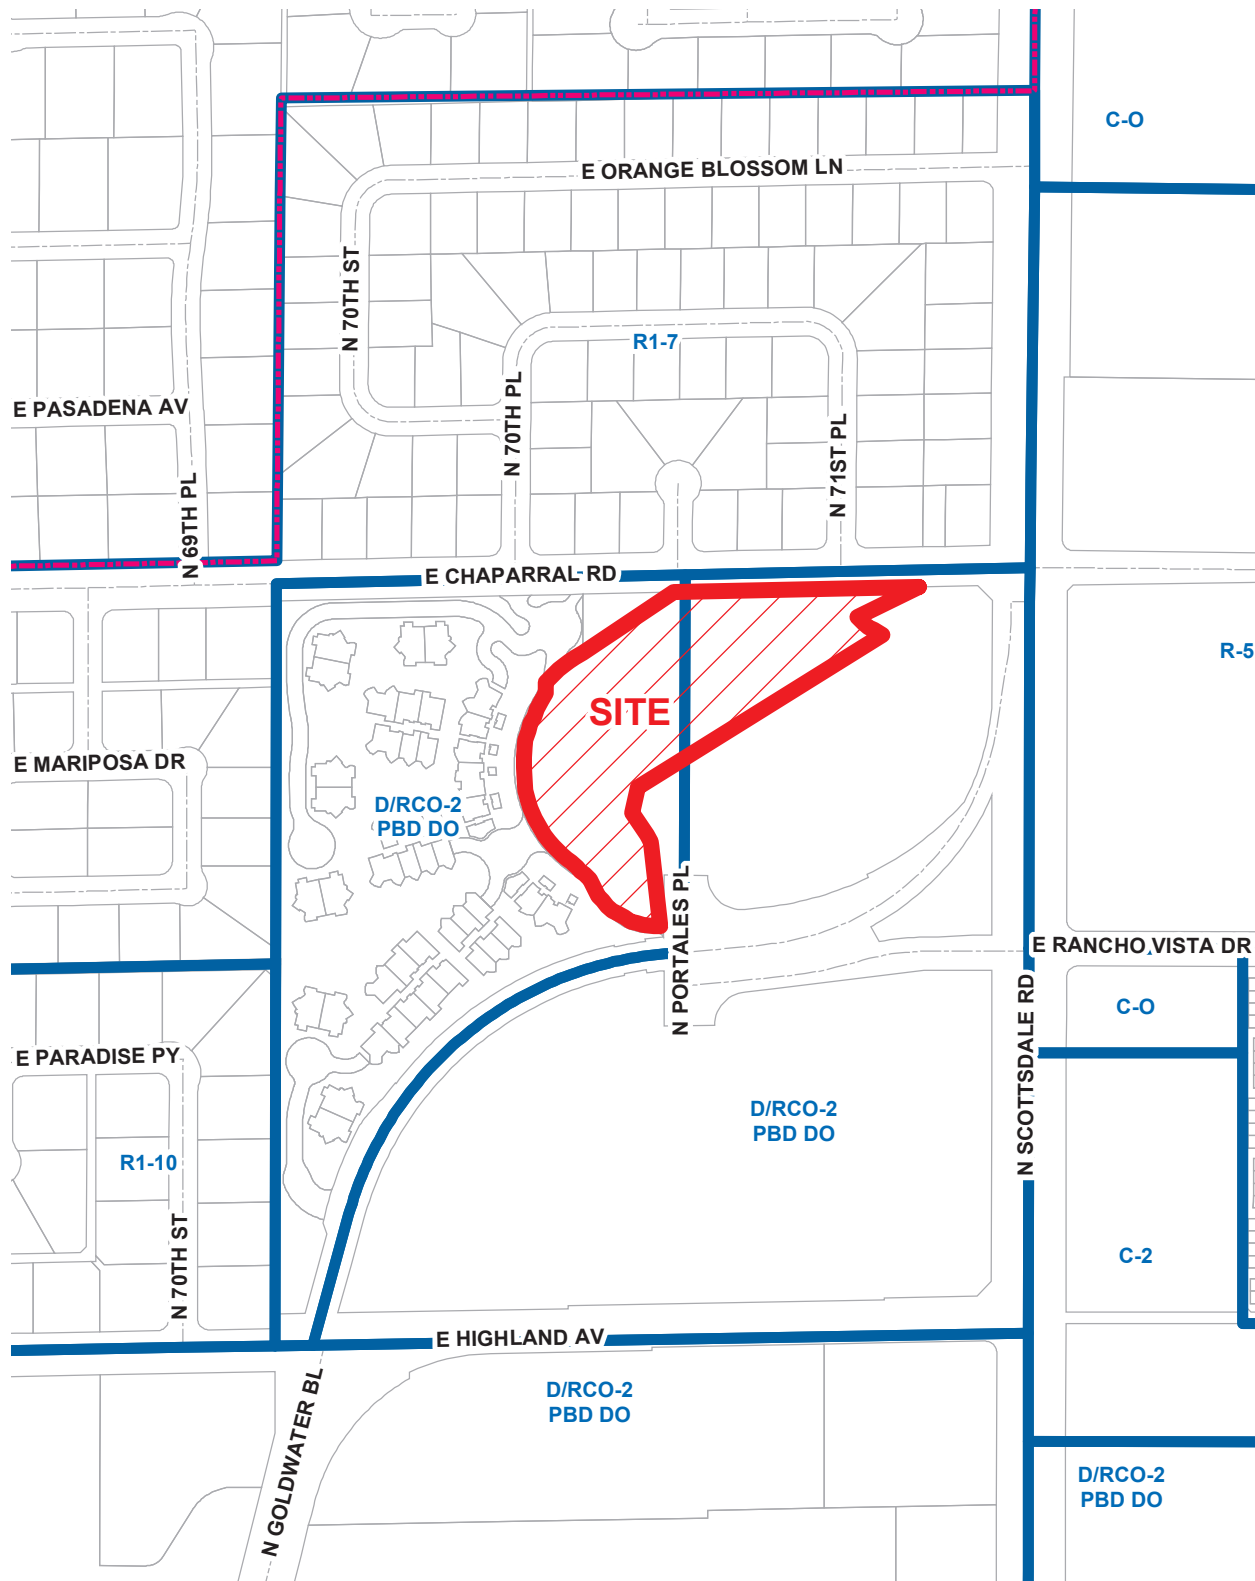 C-O
E ORANGE BLOSSOM LN
N 70TH ST
R1-7
N 70TH PL
E PASADENA AV
N 71ST PL
N 69TH PL
E CHAPARRAL RD
R-5
SITE
E MARIPOSA DR
D/RCO-2
PBD DO
N PORTALES PL
E RANCHO VISTA DR
N SCOTTSDALE RD
C-O
E PARADISE PY
D/RCO-2
PBD DO
R1-10
N 70TH ST
C-2
E HIGHLAND AV
N GOLDWATER BL
D/RCO-2
PBD DO
D/RCO-2
PBD DO